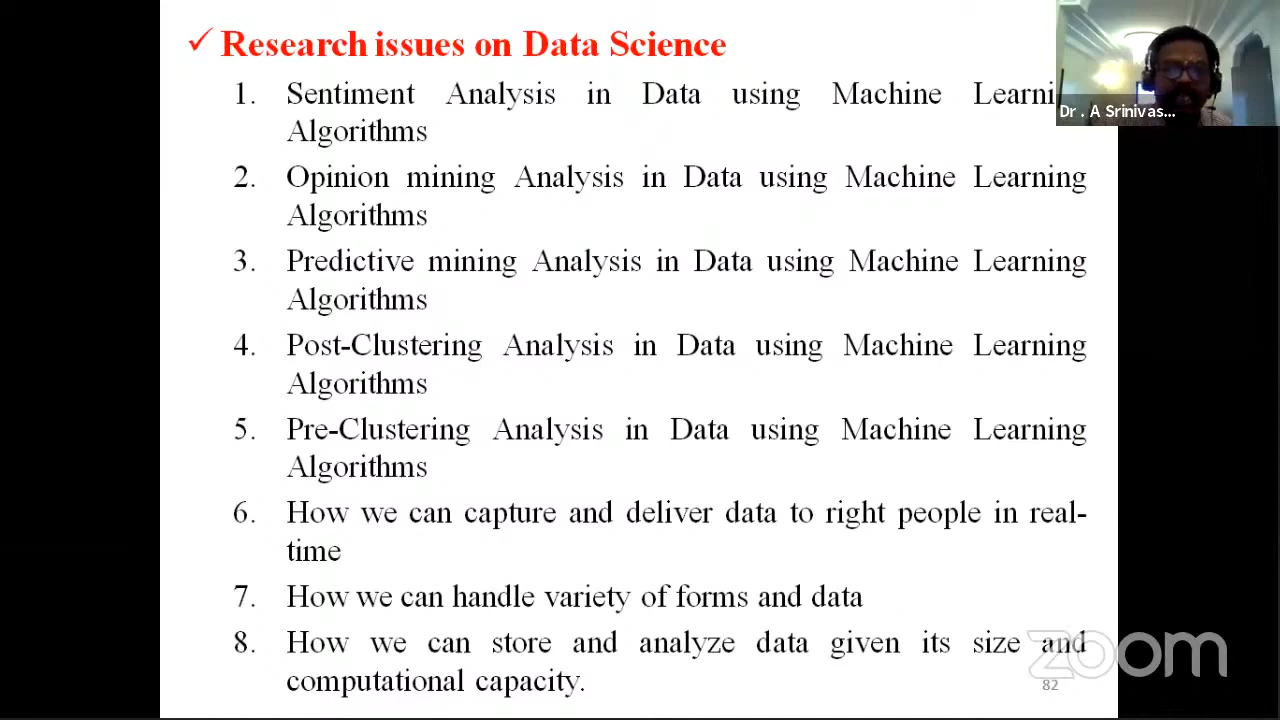 ✓ Research issues on Data Science
1. Sentiment Analysis in Data using Machine
Algorithms
2. Opinion mining Analysis in Data using Machine Learning
Algorithms
3. Predictive mining Analysis in Data using Machine Learning
Algorithms
4. Post-Clustering Analysis in Data using Machine Learning
Algorithms
5. Pre-Clustering Analysis in Data using Machine Learning
Algorithms
6. How we can capture and deliver data to right people in real-
time
7. How we can handle variety of forms and data
8. How we can store and analyze data given its size and
computational capacity.
Dr . A Srinivas...
zoom
82